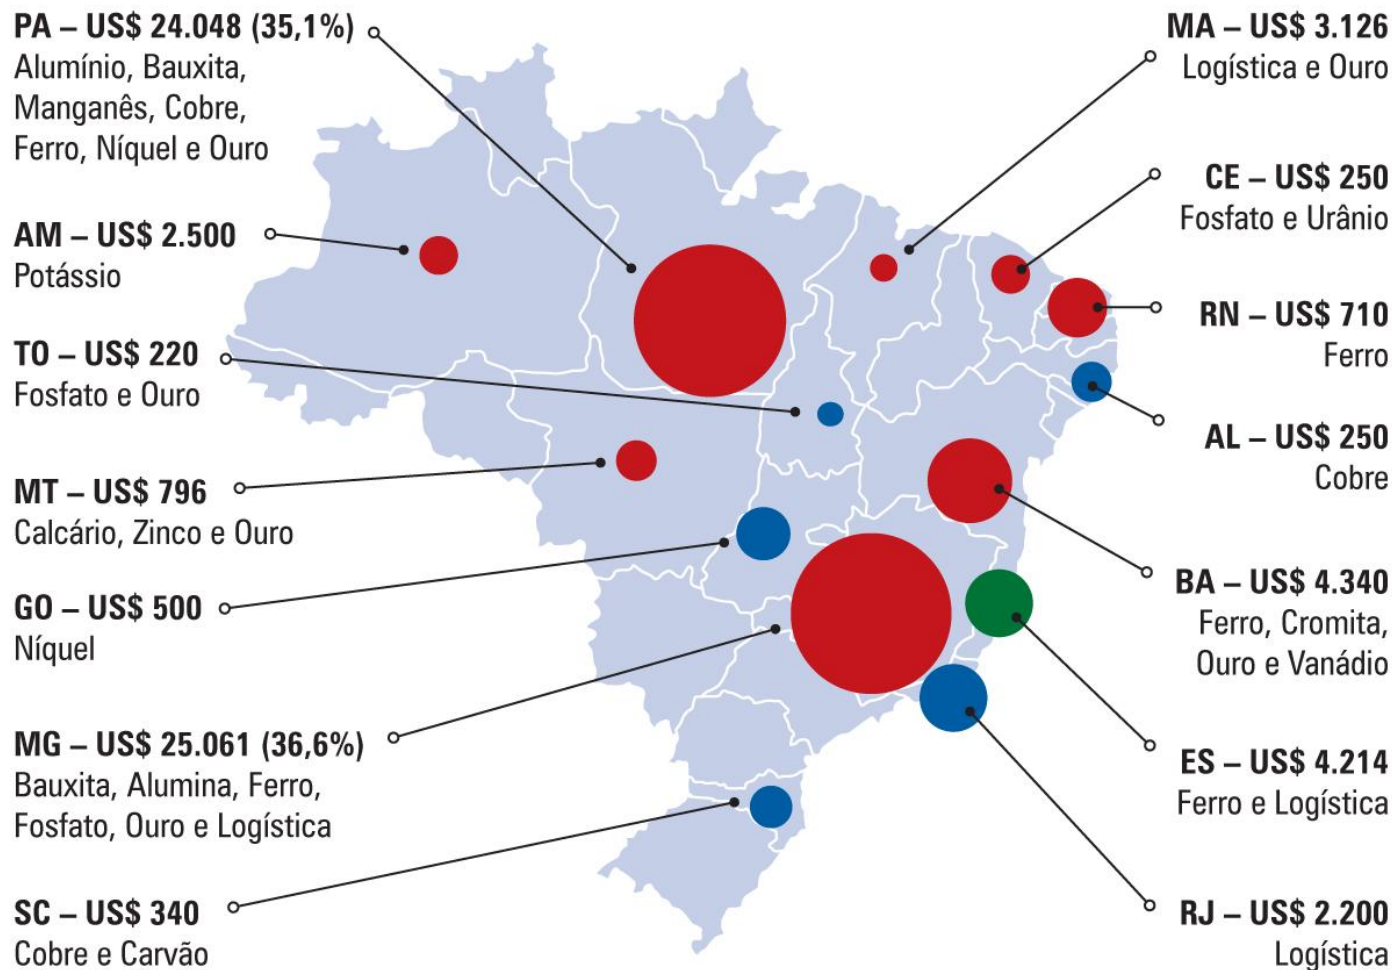 PA – US$ 24.048 (35,1%)
Alumínio, Bauxita,
Manganês, Cobre,
Ferro, Níquel e Ouro
AM – US$ 2.500
Potássio
TO – US$ 220
Fosfato e Ouro
MT – US$ 796
Calcário, Zinco e Ouro
GO – US$ 500
Níquel
MG – US$ 25.061 (36,6%)
Bauxita, Alumina, Ferro,
Fosfato, Ouro e Logística
SC – US$ 340
Cobre e Carvão
MA – US$ 3.126
Logística e Ouro
CE – US$ 250
Fosfato e Urânio
RN – US$ 710
Ferro
AL – US$ 250
Cobre
BA – US$ 4.340
Ferro, Cromita,
Ouro e Vanádio
ES – US$ 4.214
Ferro e Logística
RJ – US$ 2.200
Logística